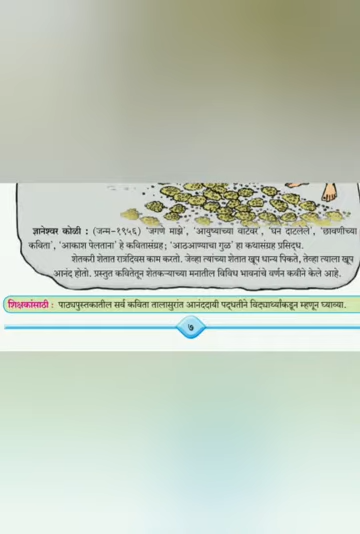 ज्ञानेश्वर कोळी : (जन्म-१९५६) 'जगणे माझे', 'आयुष्याच्या वाटेवर', 'घन दाटलेले', 'छावणीच्या
कविता', 'आकाश पेलताना' हे कवितासंग्रह; 'आठआण्याचा गुळ' हा कथासंग्रह प्रसिद्ध.
शेतकरी शेतात रात्रंदिवस काम करतो. जेव्हा त्यांच्या शेतात खूप धान्य पिकते, तेव्हा त्याला खूप
आनंद होतो. प्रस्तुत कवितेतून शेतकऱ्याच्या मनातील विविध भावनांचे वर्णन कवीने केले आहे.
शिक्षकांसाठी : पाठ्यपुस्तकातील सर्व कविता तालासुरांत आनंददायी पद्धतीने विद्यार्थ्यांकडून म्हणून घ्याव्या.
७